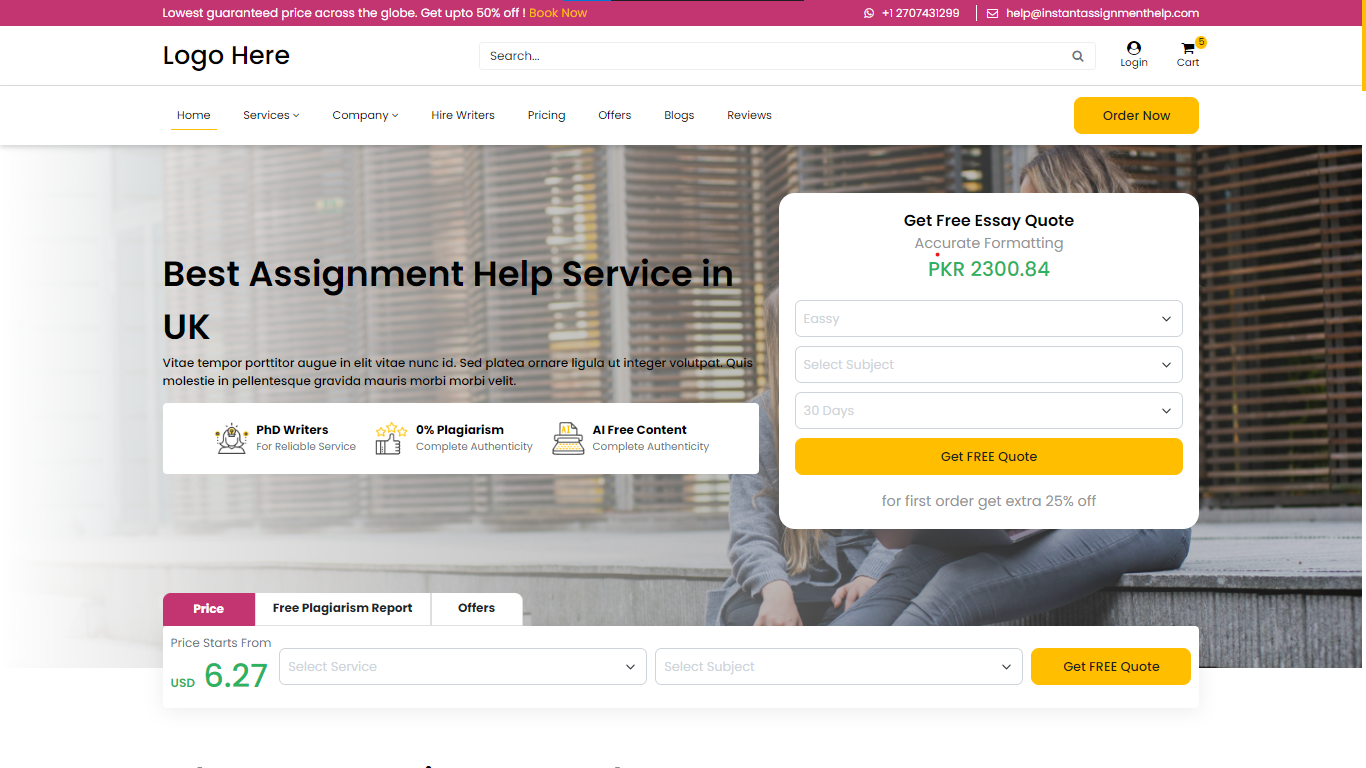 Lowest guaranteed price across the globe. Get upto 50% off ! Book Now
+1 2707431299
help@instantassignmenthelp.com
Logo Here
Search...
Login
5
Cart
Home
Services
Company
Hire Writers
Pricing
Offers
Blogs
Reviews
Order Now
Best Assignment Help Service in
UK
Vitae tempor porttitor augue in elit vitae nunc id. Sed platea ornare ligula ut integer volutpat. Quis
molestie in pellentesque gravida mauris morbi morbi velit.
PhD Writers
For Reliable Service
0% Plagiarism
Complete Authenticity
AI
AI Free Content
Complete Authenticity
Get Free Essay Quote
Accurate Formatting
PKR 2300.84
Eassy
Select Subject
30 Days
Get FREE Quote
for first order get extra 25% off
Price
Free Plagiarism Report
Offers
Price Starts From
USD 6.27
Select Service
Select Subject
Get FREE Quote